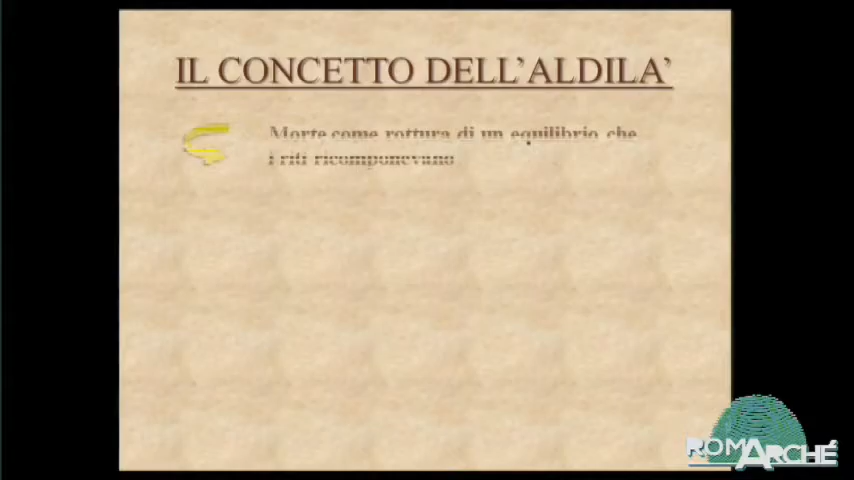 IL CONCETTO DELL'ALDILA'
Morte come rottura di un equilibrio che
i riti ricomponevano
ROMARCHÉ